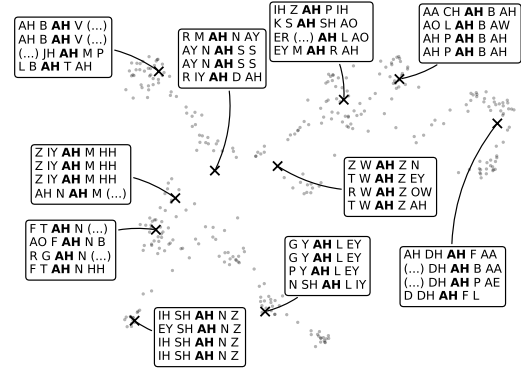 AH B AH V (...)
AH B AH V (...)
(...) JH AH M P
L B AH T AH
R M AH N AY
AY N AH S S
AY N AH S S
R IY AH D AH
IH Z AH P IH
K S AH SH AO
ER (...) AH L AO
EY M AH R AH
AA CH AH B AH
AO L AH B AW
AH P AH B AH
AH P AH B AH
Z IY AH M HH
Z IY AH M HH
Z IY AH M HH
AH N AH M (...)
Z W AH Z N
T W AH Z EY
R W AH Z OW
T W AH Z AH
F T AH N (...)
AO F AH N B
R G AH N (...)
F T AH N HH
G Y AH L EY
G Y AH L EY
P Y AH L EY
N SH AH L IY
AH DH AH F AA
(...) DH AH B AA
(...) DH AH P AE
D DH AH F L
IH SH AH N Z
EY SH AH N Z
IH SH AH N Z
IH SH AH N Z